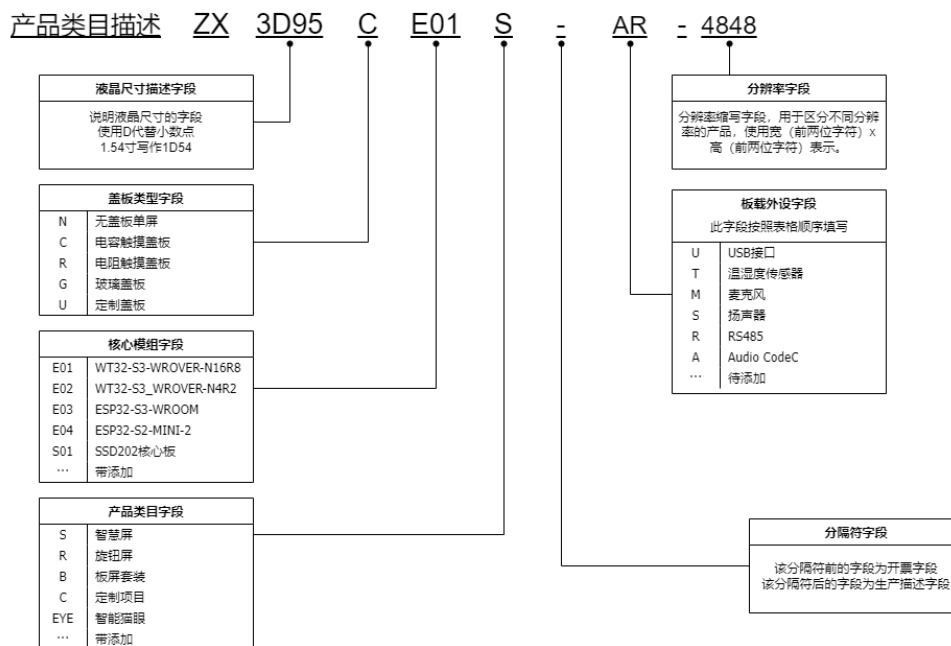 产品类目描述 ZX 3D95 C E01 S - AR - 4848
液晶尺寸描述字段
说明液晶尺寸的字段
使用D代替小数点
1.54寸写作1D54
盖板类型字段
N 无盖板单屏
C 电容触摸盖板
R 电阻触摸盖板
G 玻璃盖板
U 定制盖板
核心模组字段
E01 WT32-S3-WROVER-N16R8
E02 WT32-S3_WROVER-N4R2
E03 ESP32-S3-WROOM
E04 ESP32-S2-MINI-2
S01 SSD202核心板
… 带添加
产品类目字段
S 智慧屏
R 旋钮屏
B 板屏套装
C 定制项目
EYE 智能猫眼
… 带添加
分辨率字段
分辨率缩写字段，用于区分不同分辨
率的产品，使用宽（前两位字符）x
高（前两位字符）表示。
板载外设字段
此字段按照表格顺序填写
U USB接口
T 温湿度传感器
M 麦克风
S 扬声器
R RS485
A Audio CodeC
… 待添加
分隔符字段
该分隔符前的字段为开票字段
该分隔符后的字段为生产描述字段